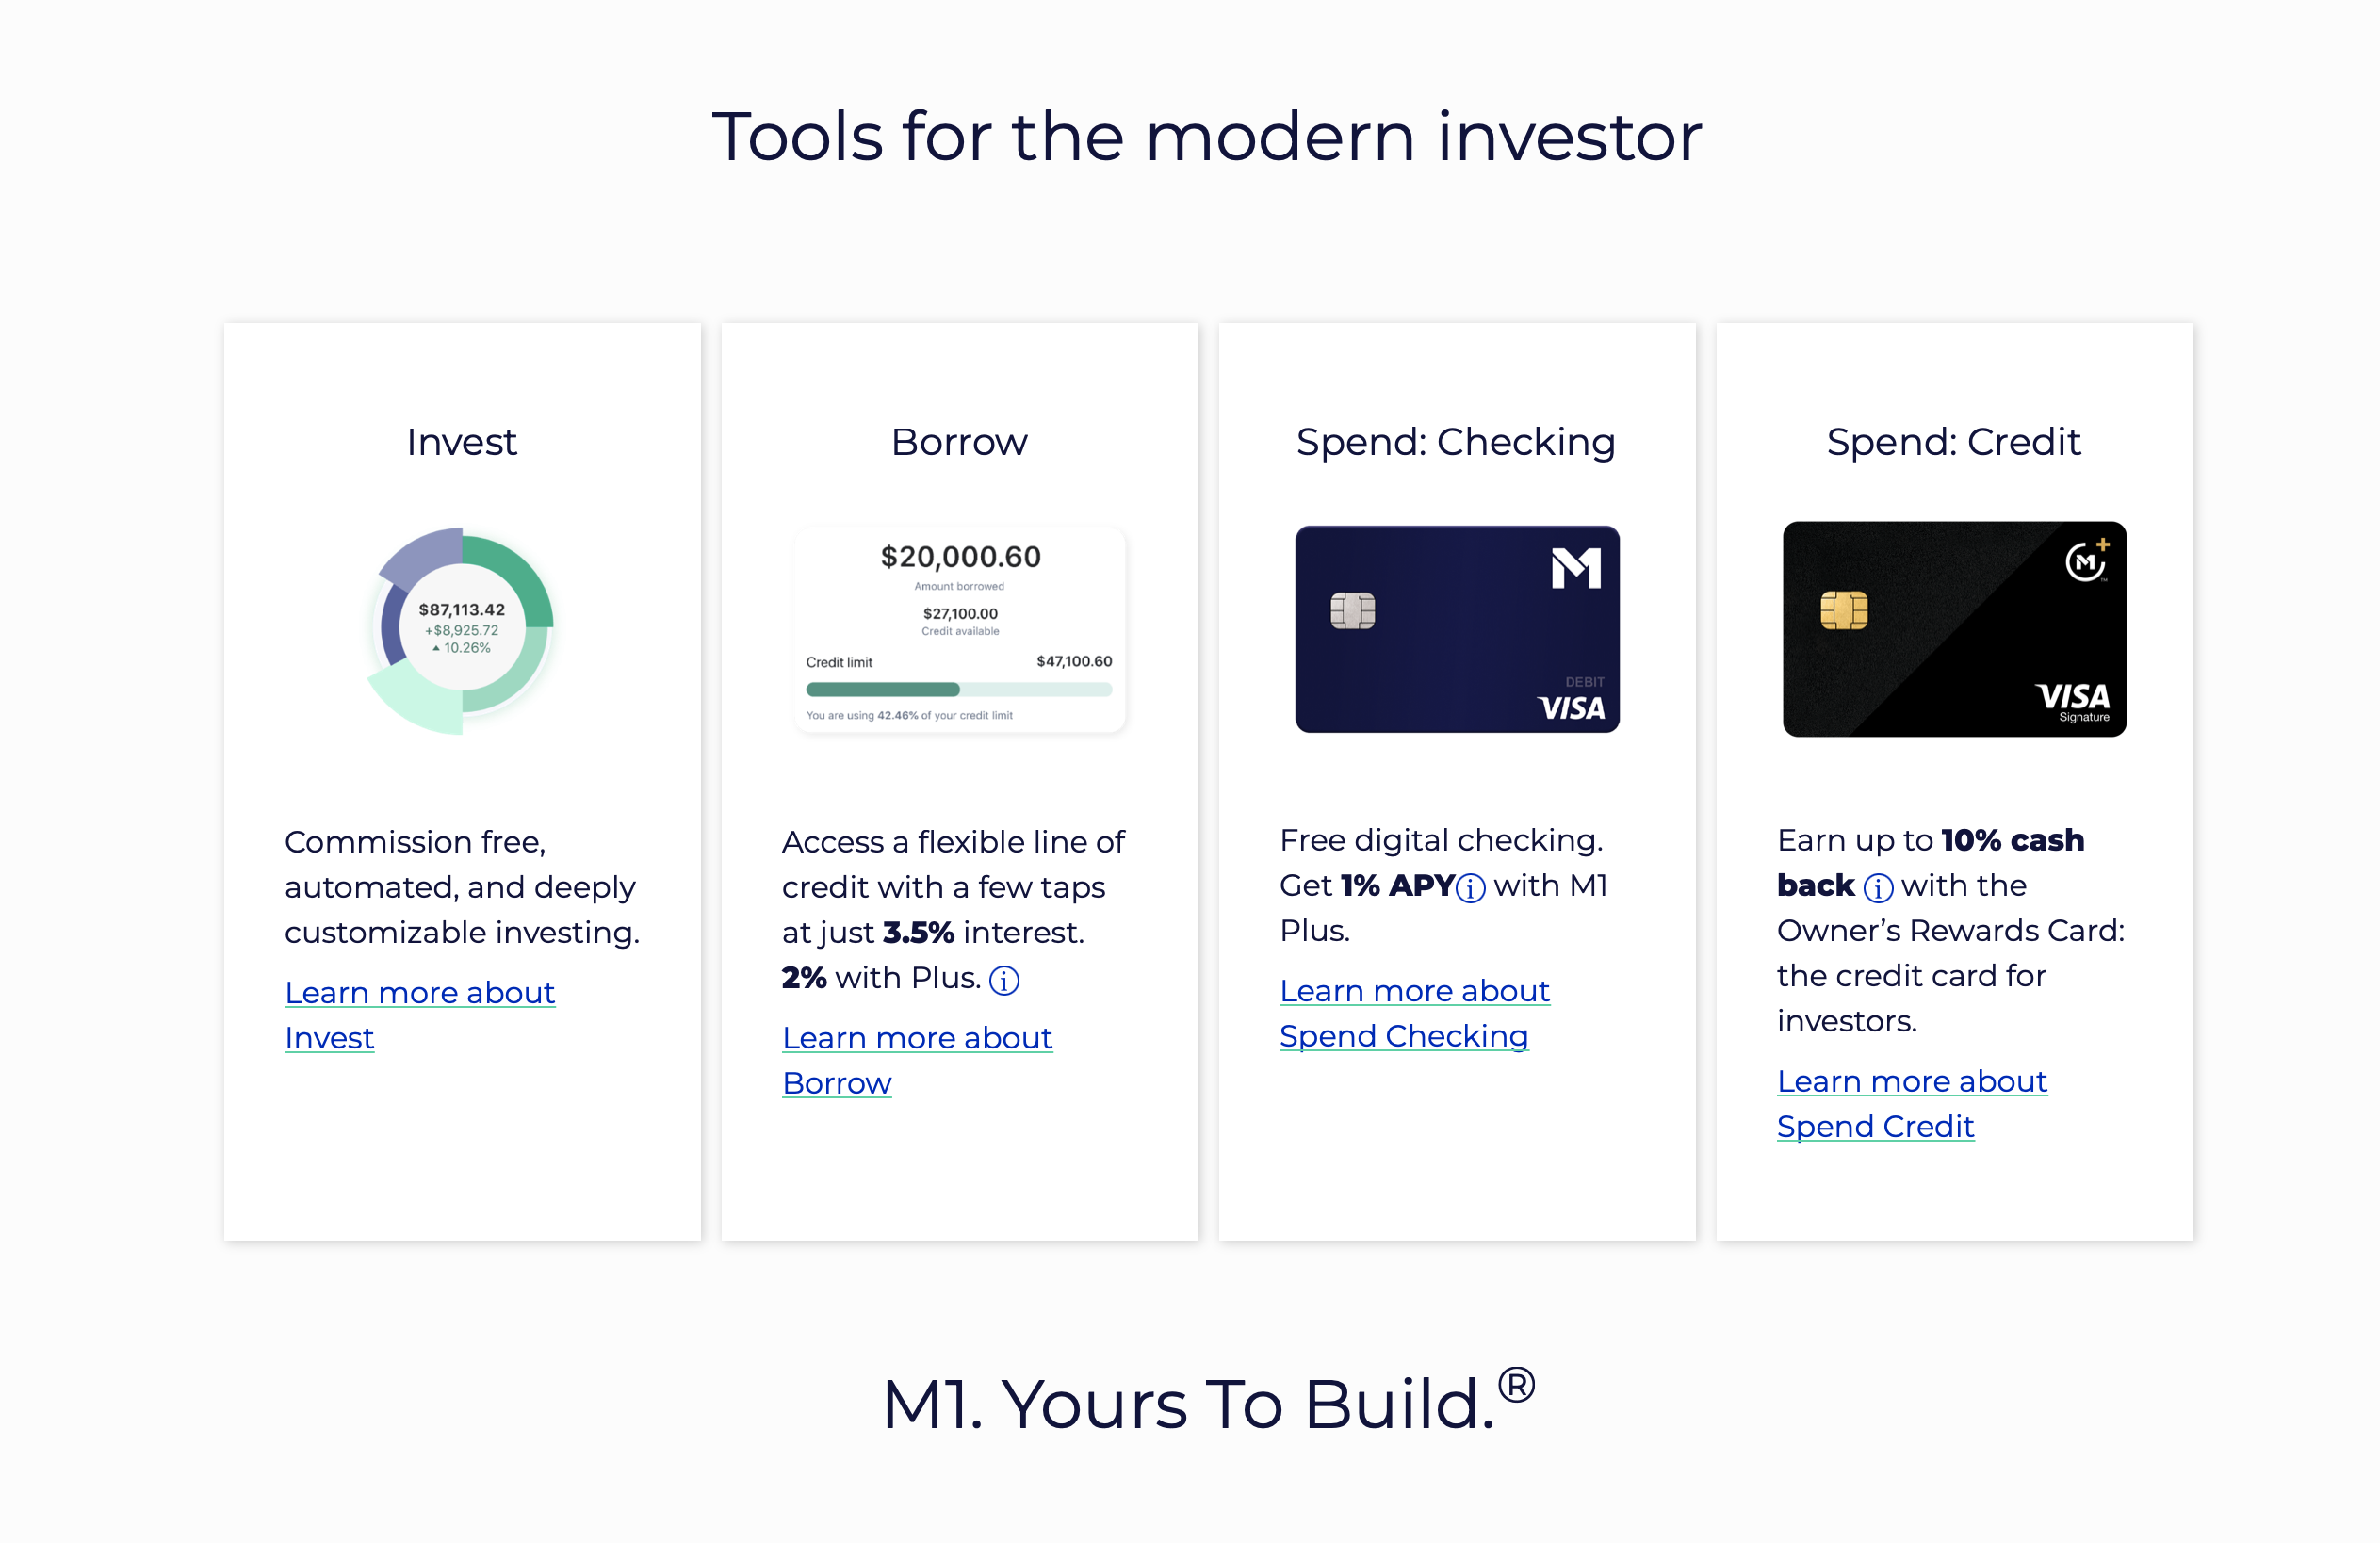 Tools for the modern investor
Invest
$87,113.42
+$8,925.72
▲ 10.26%
Commission free,
automated, and deeply
customizable investing.
Learn more about
Invest
Borrow
$20,000.60
Amount borrowed
$27,100.00
Credit available
Credit limit $47,100.60
You are using 42.46% of your credit limit
Access a flexible line of
credit with a few taps
at just 3.5% interest.
2% with Plus. ⓘ
Learn more about
Borrow
Spend: Checking
M
DEBIT
VISA
Free digital checking.
Get 1% APYⓘ with M1
Plus.
Learn more about
Spend Checking
Spend: Credit
M+™
VISA
Signature
Earn up to 10% cash
back ⓘ with the
Owner’s Rewards Card:
the credit card for
investors.
Learn more about
Spend Credit
M1. Yours To Build.®